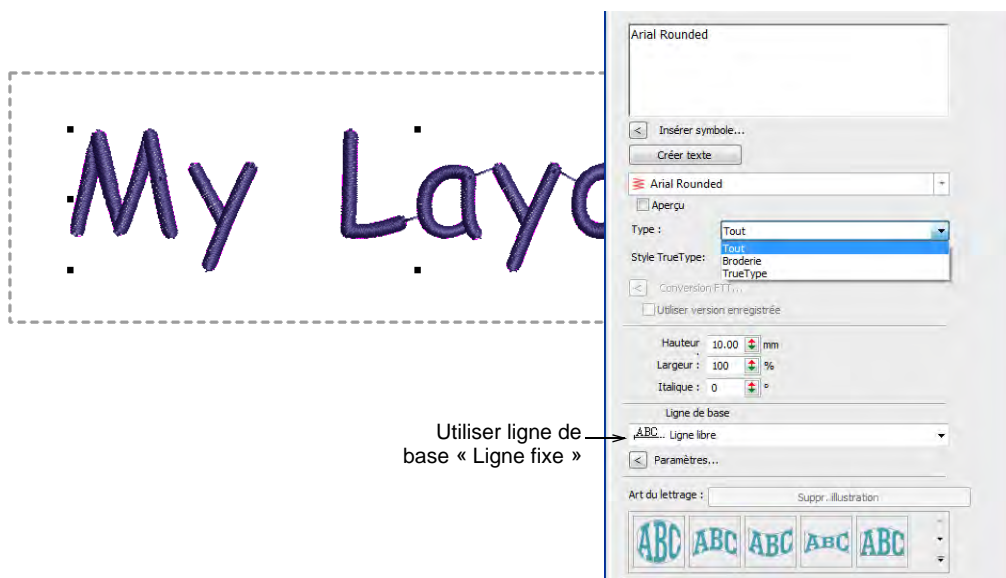 My Layo
Utiliser ligne de
base « Ligne fixe »
Arial Rounded
< Insérer symbole...
Créer texte
Arial Rounded
Aperçu
Type : Tout
Tout
Broderie
TrueType
Style TrueType:
< Conversion FTT...
Utiliser version enregistrée
Hauteur : 10.00 mm
Largeur : 100 %
Italique : 0 °
Ligne de base
ABC... Ligne libre
< Paramètres...
Art du lettrage : Suppr. illustration
ABC ABC ABC ABC ABC